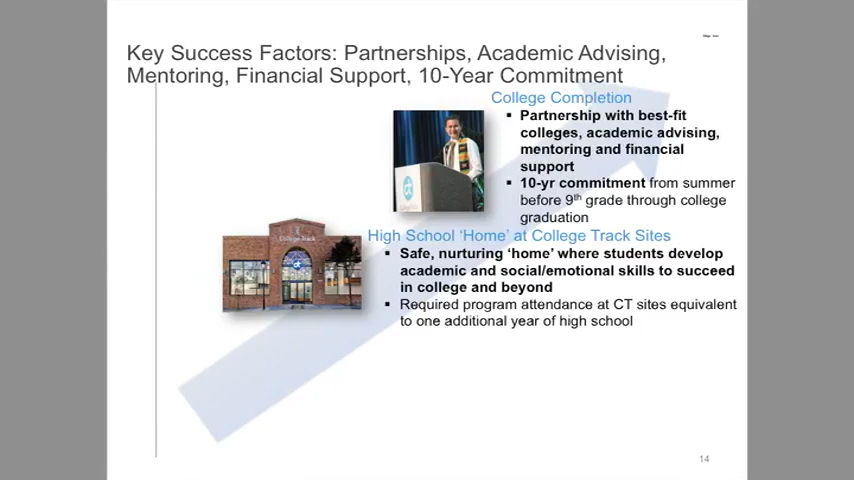 Key Success Factors: Partnerships, Academic Advising,
Mentoring, Financial Support, 10-Year Commitment
College Completion
▪ Partnership with best-fit
colleges, academic advising,
mentoring and financial
support
▪ 10-yr commitment from summer
before 9th grade through college
graduation
College Track
High School ‘Home’ at College Track Sites
▪ Safe, nurturing ‘home’ where students develop
academic and social/emotional skills to succeed
in college and beyond
▪ Required program attendance at CT sites equivalent
to one additional year of high school
14